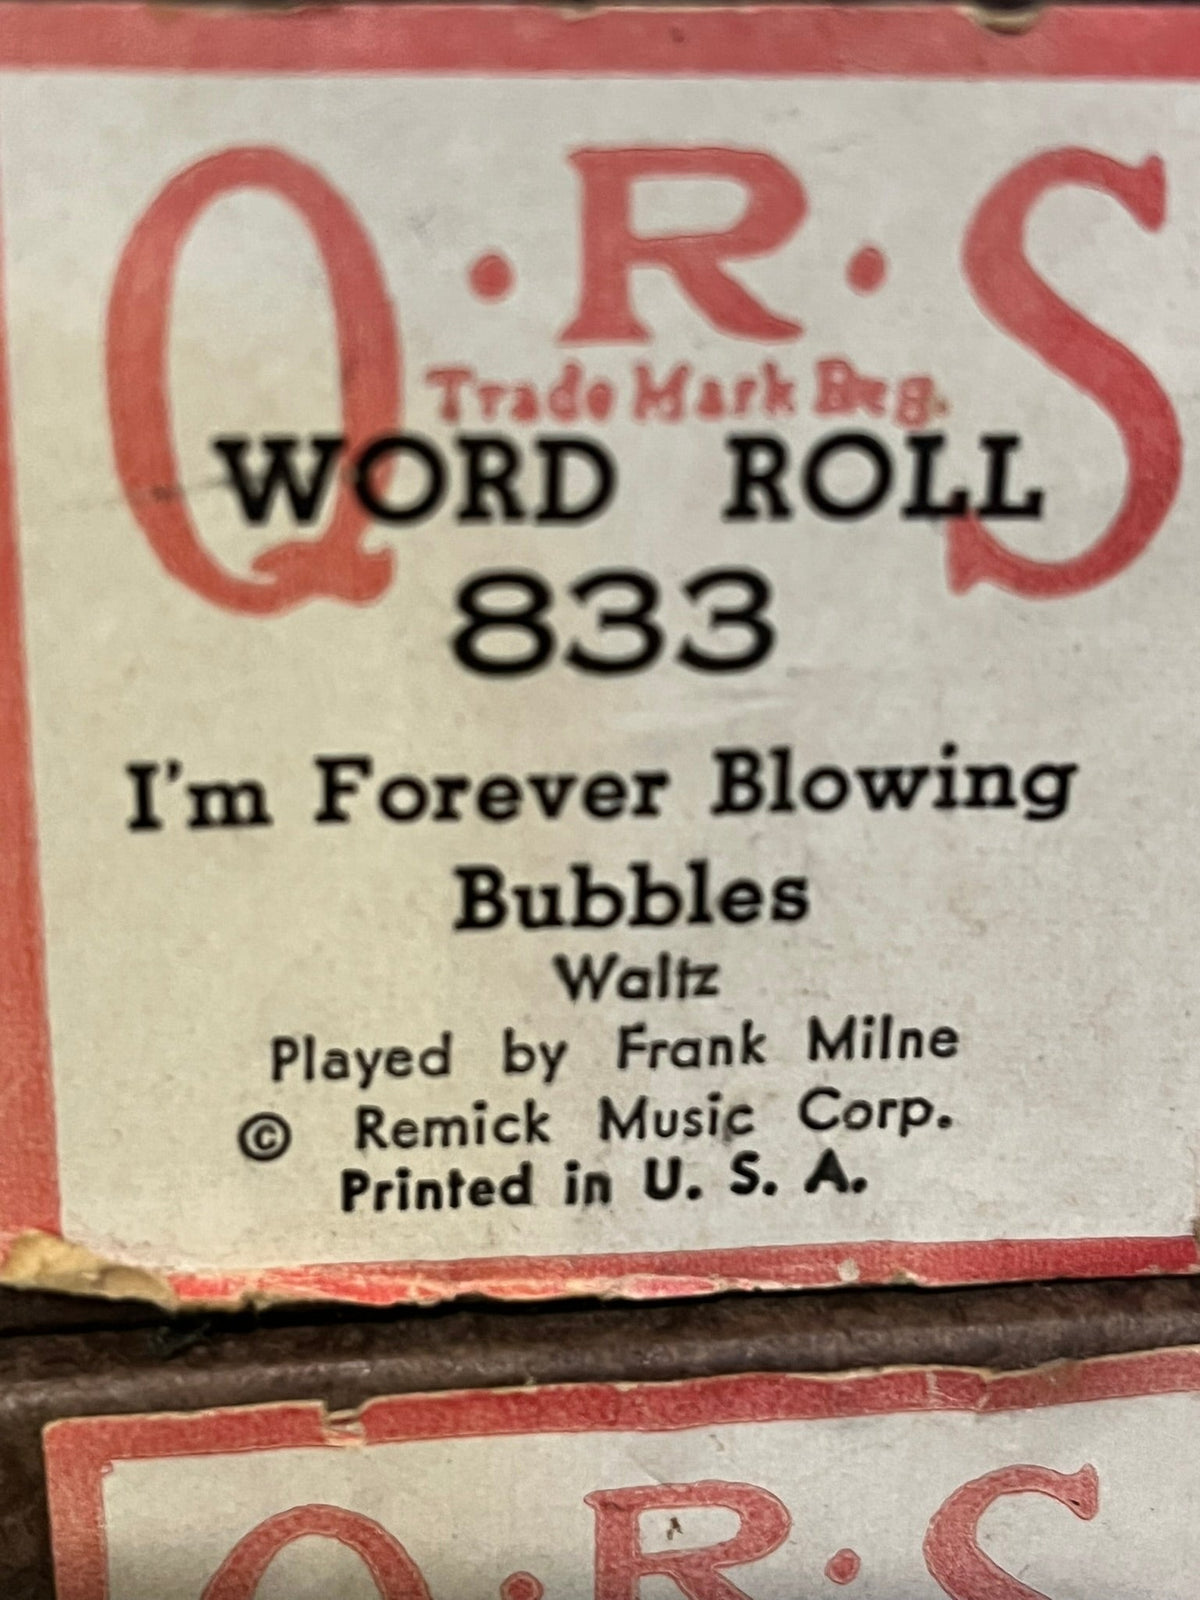 Q·R·S
Trade Mark Reg.
WORD ROLL
833
I'm Forever Blowing
Bubbles
Waltz
Played by Frank Milne
© Remick Music Corp.
Printed in U. S. A.
Q·R·S